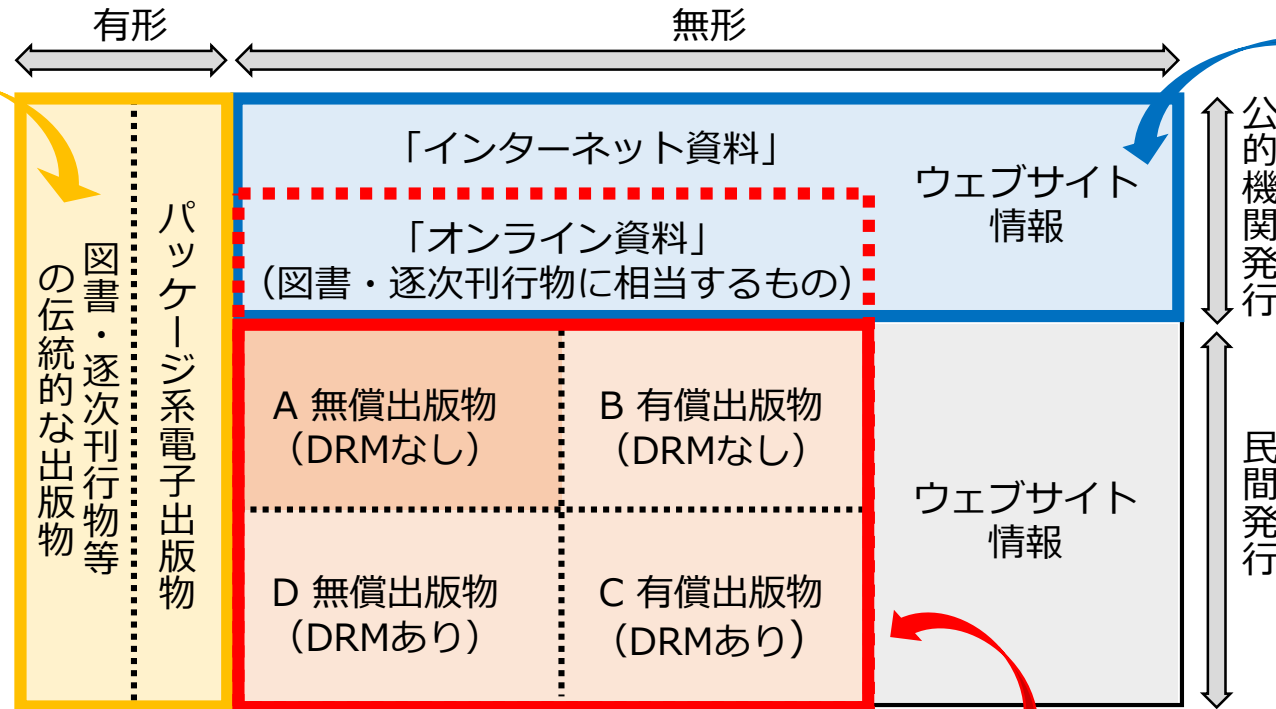 有形
無形
図書・逐次刊行物等
の伝統的な出版物
パッケージ系電子出版物
「インターネット資料」
「オンライン資料」
（図書・逐次刊行物に相当するもの）
ウェブサイト
情報
公的機関発行
A 無償出版物
（DRMなし）
B 有償出版物
（DRMなし）
D 無償出版物
（DRMあり）
C 有償出版物
（DRMあり）
ウェブサイト
情報
民間発行